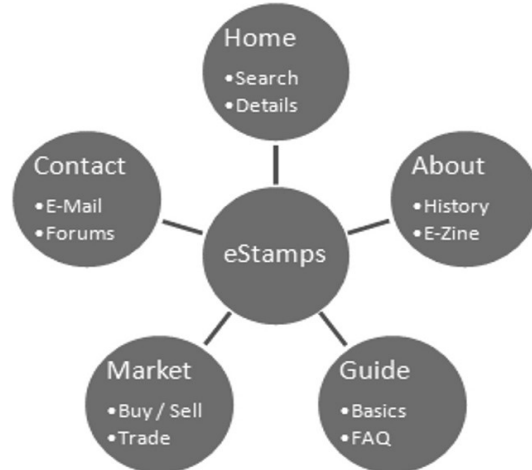 Home
•Search
•Details
Contact
•E-Mail
•Forums
About
•History
•E-Zine
eStamps
Market
•Buy / Sell
•Trade
Guide
•Basics
•FAQ